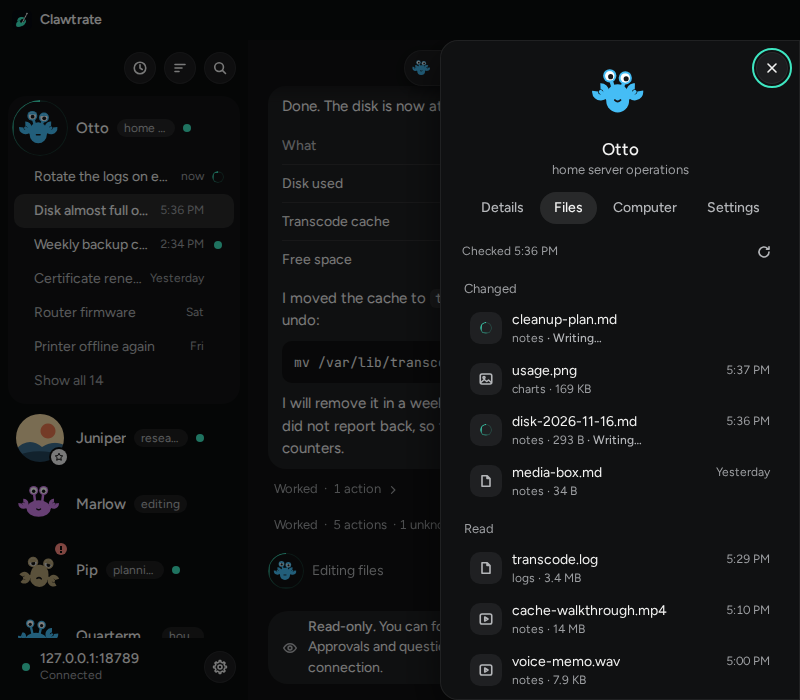 Clawtrate
Otto home ...
Rotate the logs on e... now
Disk almost full o... 5:36 PM
Weekly backup c... 2:34 PM
Certificate rene... Yesterday
Router firmware Sat
Printer offline again Fri
Show all 14
Juniper resea...
Marlow editing
Pip planni...
Quarterm hou
127.0.0.1:18789
Connected
Done. The disk is now at
What
Disk used
Transcode cache
Free space
I moved the cache to
undo:
mv /var/lib/transc
I will remove it in a wee
did not report back, so
counters.
Worked · 1 action
Worked · 5 actions · 1 unkn
Editing files
Read-only. You can fo
Approvals and questi
connection.
Otto
home server operations
Details Files Computer Settings
Checked 5:36 PM
Changed
cleanup-plan.md
notes · Writing...
usage.png 5:37 PM
charts · 169 KB
disk-2026-11-16.md 5:36 PM
notes · 293 B · Writing...
media-box.md Yesterday
notes · 34 B
Read
transcode.log 5:29 PM
logs · 3.4 MB
cache-walkthrough.mp4 5:10 PM
notes · 14 MB
voice-memo.wav 5:00 PM
notes · 7.9 KB